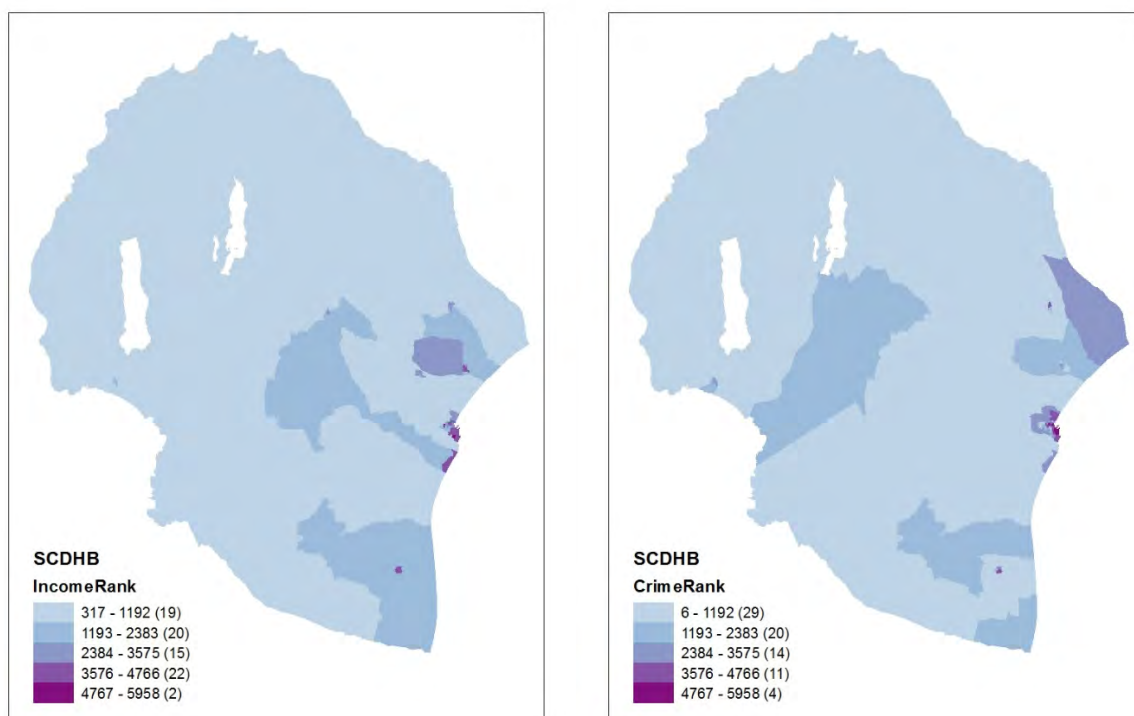 SCDHB
IncomeRank
317 - 1192 (19)
1193 - 2383 (20)
2384 - 3575 (15)
3576 - 4766 (22)
4767 - 5958 (2)
SCDHB
CrimeRank
6 - 1192 (29)
1193 - 2383 (20)
2384 - 3575 (14)
3576 - 4766 (11)
4767 - 5958 (4)